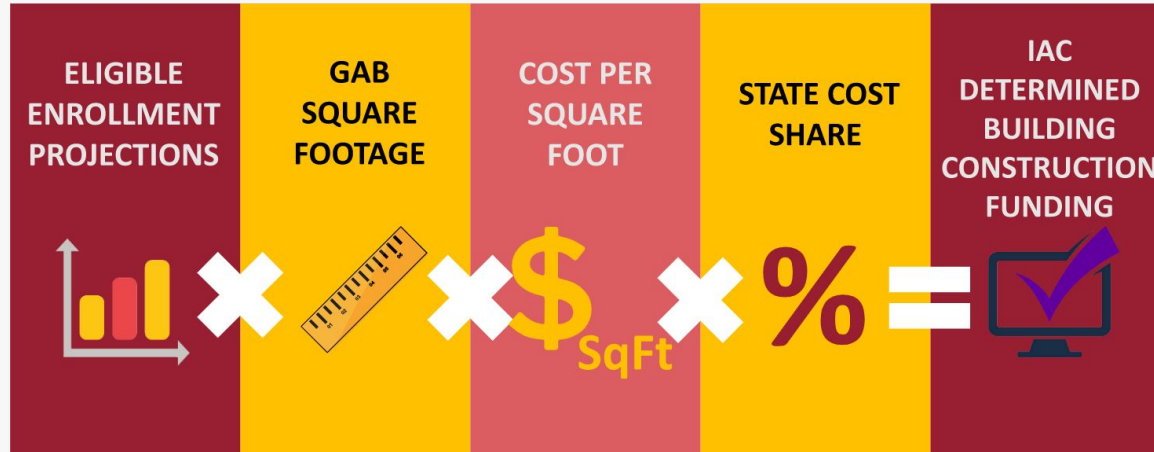 ELIGIBLE
ENROLLMENT
PROJECTIONS
GAB
SQUARE
FOOTAGE
COST PER
SQUARE
FOOT
$
SqFt
STATE COST
SHARE
%
IAC
DETERMINED
BUILDING
CONSTRUCTION
FUNDING